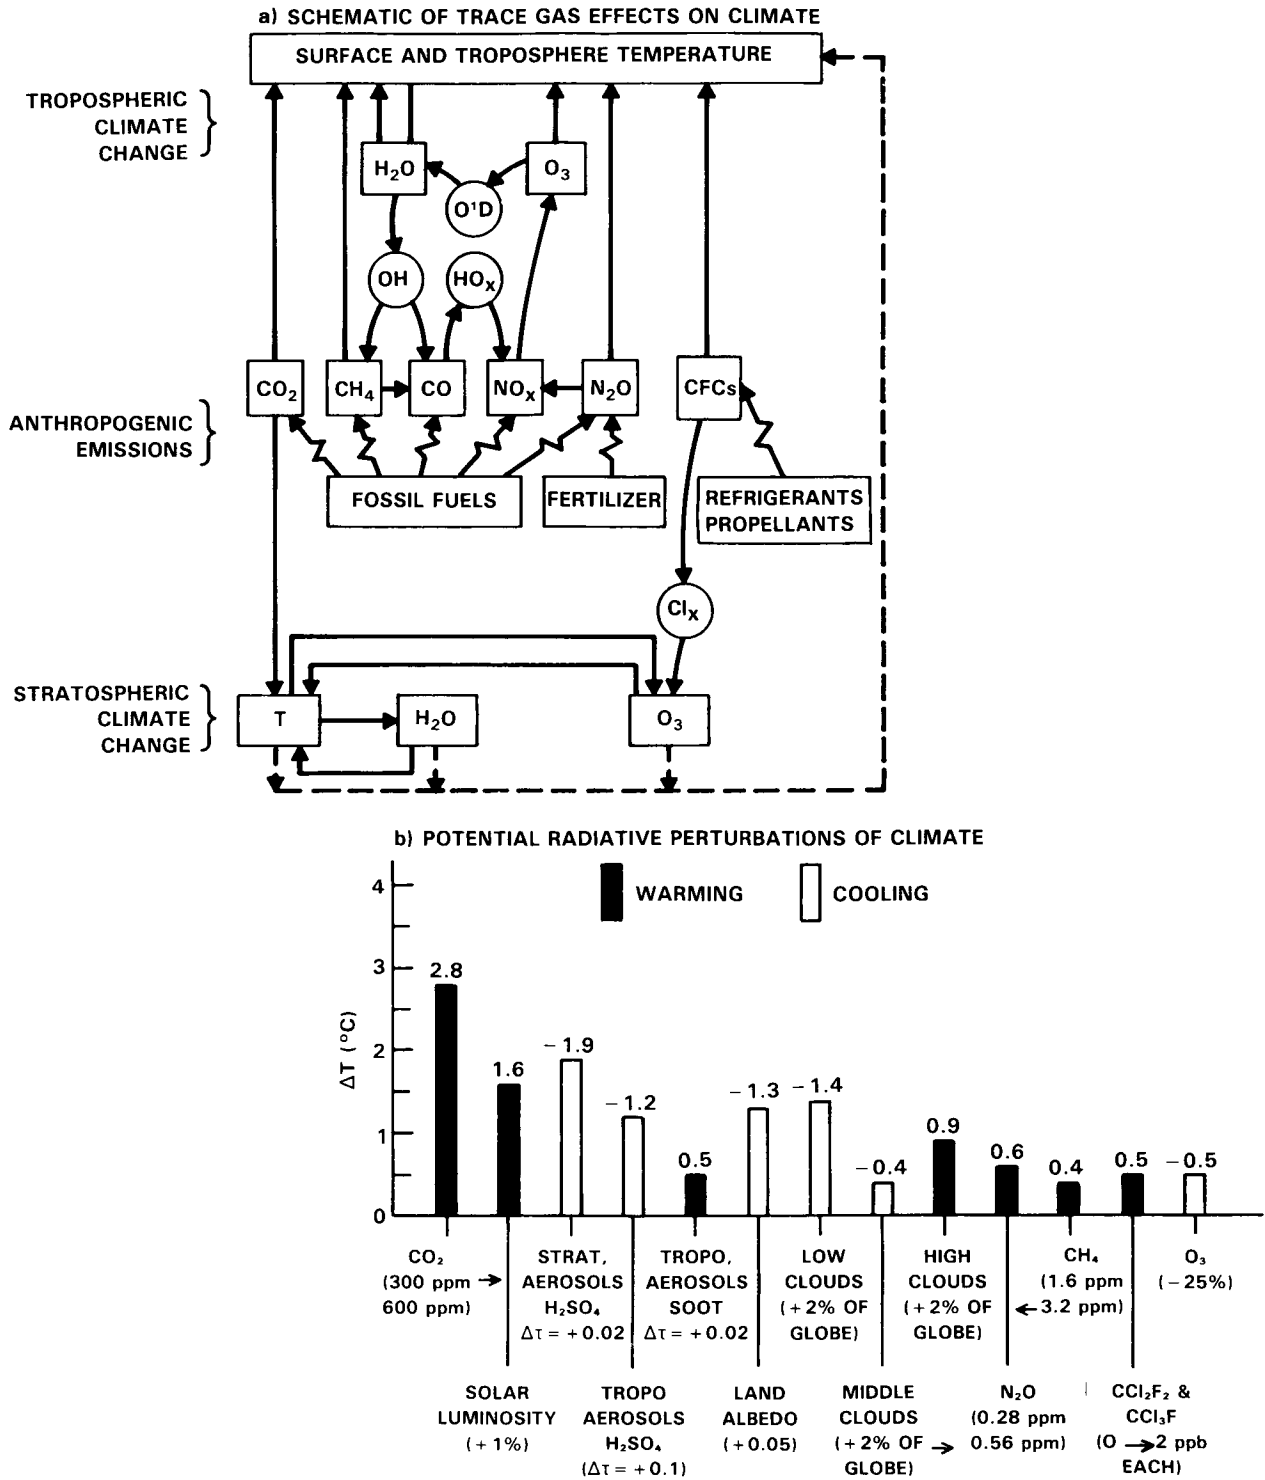 a) SCHEMATIC OF TRACE GAS EFFECTS ON CLIMATE
SURFACE AND TROPOSPHERE TEMPERATURE
TROPOSPHERIC
CLIMATE
CHANGE
H₂O
O₃
O¹D
OH
HOₓ
CO₂
CH₄
CO
NOₓ
N₂O
CFCs
ANTHROPOGENIC
EMISSIONS
FOSSIL FUELS
FERTILIZER
REFRIGERANTS
PROPELLANTS
Clₓ
STRATOSPHERIC
CLIMATE
CHANGE
T
H₂O
O₃
b) POTENTIAL RADIATIVE PERTURBATIONS OF CLIMATE
WARMING
COOLING
ΔT (°C)
4
3
2
1
0
2.8
1.6
−1.9
−1.2
0.5
−1.3
−1.4
−0.4
0.9
0.6
0.4
0.5
−0.5
CO₂
(300 ppm →
600 ppm)
STRAT,
AEROSOLS
H₂SO₄
Δτ = +0.02
TROPO,
AEROSOLS
SOOT
Δτ = +0.02
LOW
CLOUDS
(+2% OF
GLOBE)
HIGH
CLOUDS
(+2% OF
GLOBE)
CH₄
(1.6 ppm
← 3.2 ppm)
O₃
(−25%)
SOLAR
LUMINOSITY
(+1%)
TROPO
AEROSOLS
H₂SO₄
(Δτ = +0.1)
LAND
ALBEDO
(+0.05)
MIDDLE
CLOUDS
(+2% OF →
GLOBE)
N₂O
(0.28 ppm
0.56 ppm)
CCl₂F₂ &
CCl₃F
(0 → 2 ppb
EACH)